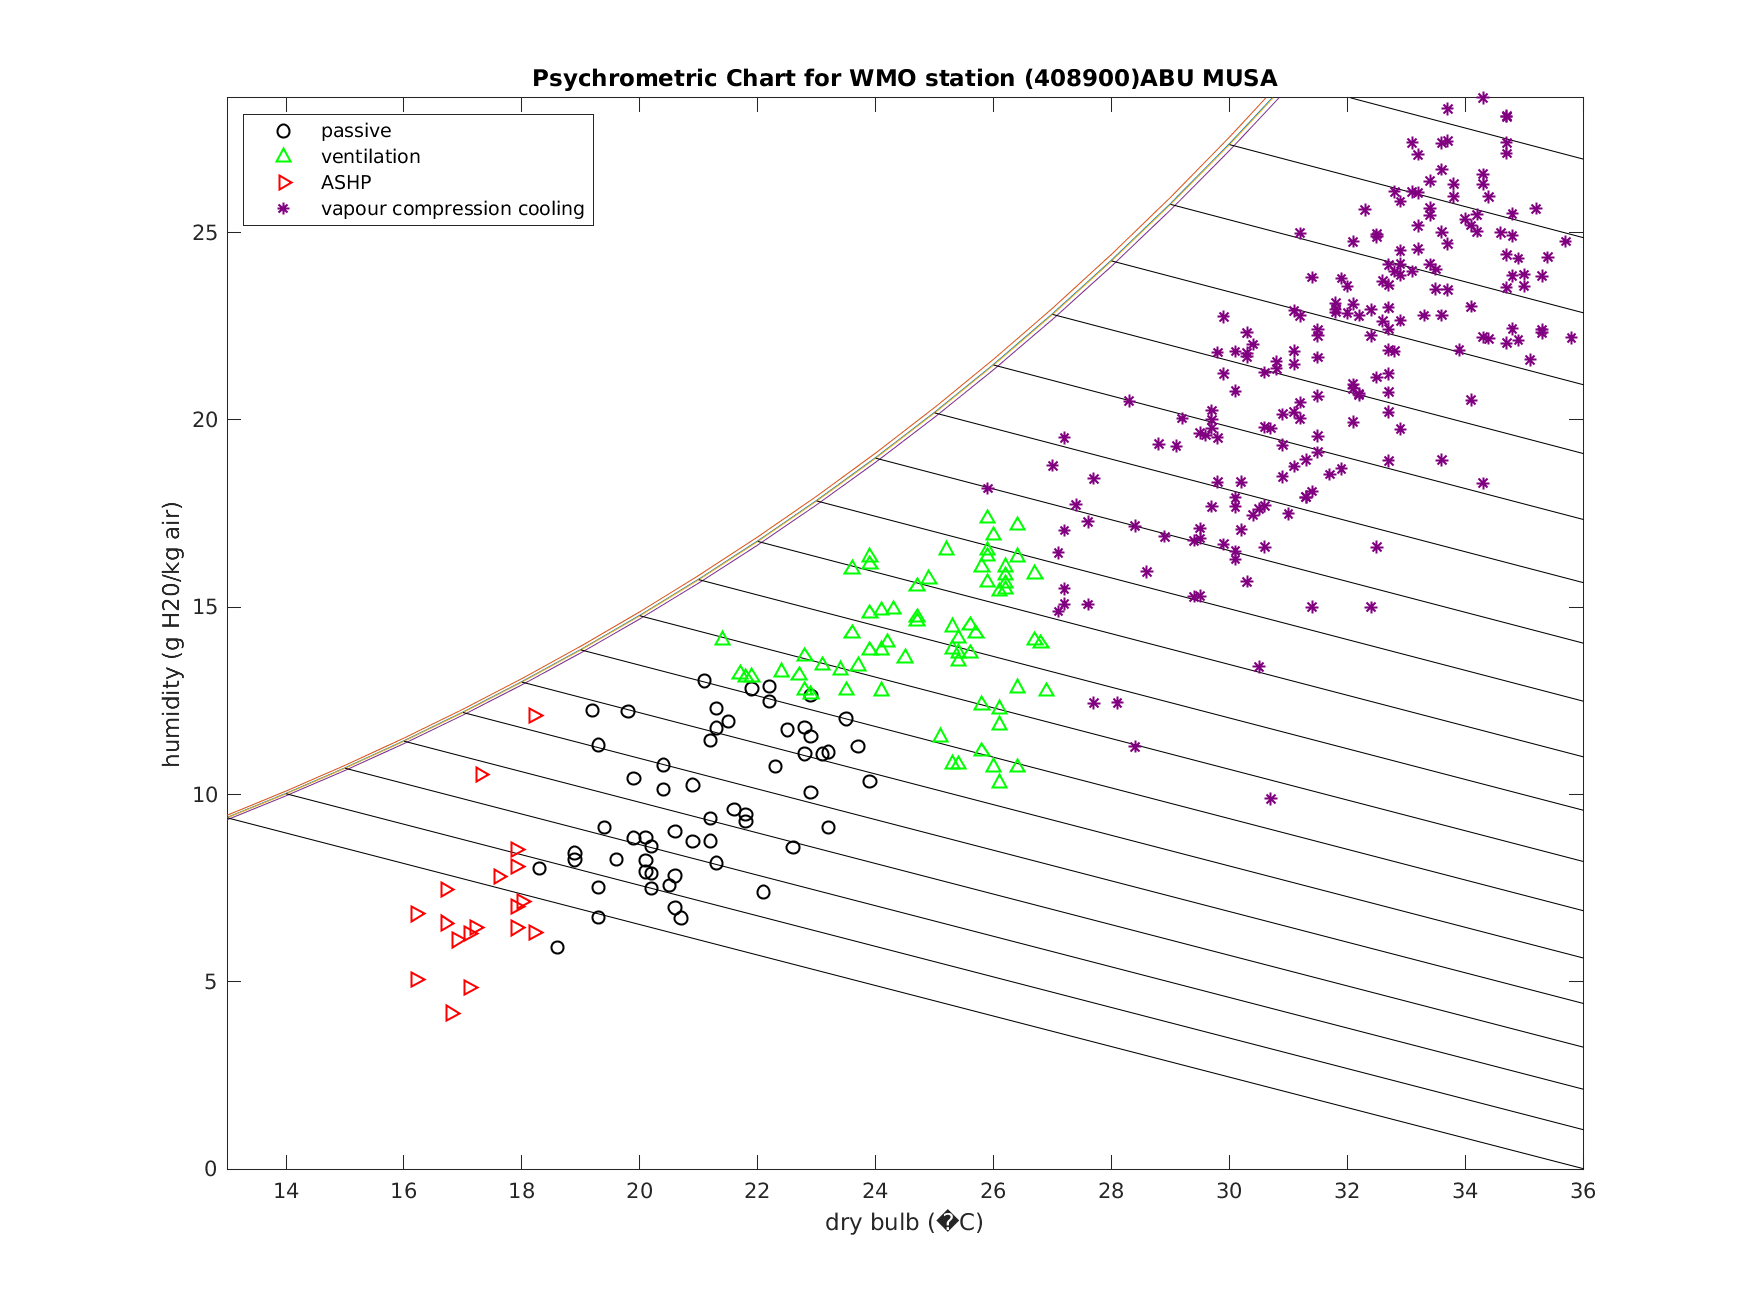 Psychrometric Chart for WMO station (408900)ABU MUSA
passive
ventilation
ASHP
vapour compression cooling
humidity (g H20/kg air)
25
20
15
10
5
0
14 16 18 20 22 24 26 28 30 32 34 36
dry bulb (�C)